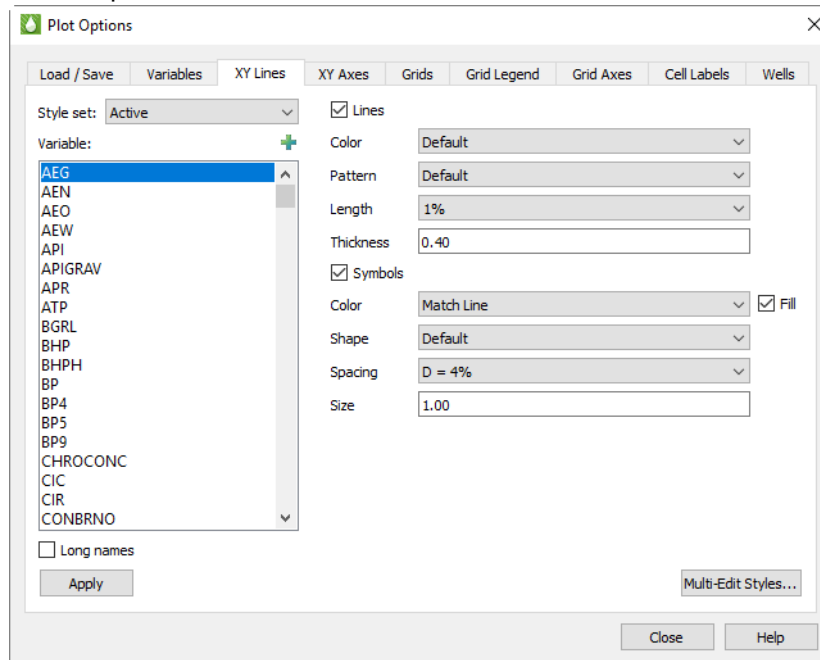 Plot Options
Load / Save Variables XY Lines XY Axes Grids Grid Legend Grid Axes Cell Labels Wells
Style set: Active
Variable:
AEG
AEN
AEO
AEW
API
APIGRAV
APR
ATP
BGRL
BHP
BHPH
BP
BP4
BP5
BP9
CHROCONC
CIC
CIR
CONBRNO
Long names
Apply
Lines
Color Default
Pattern Default
Length 1%
Thickness 0.40
Symbols
Color Match Line Fill
Shape Default
Spacing D = 4%
Size 1.00
Multi-Edit Styles...
Close Help